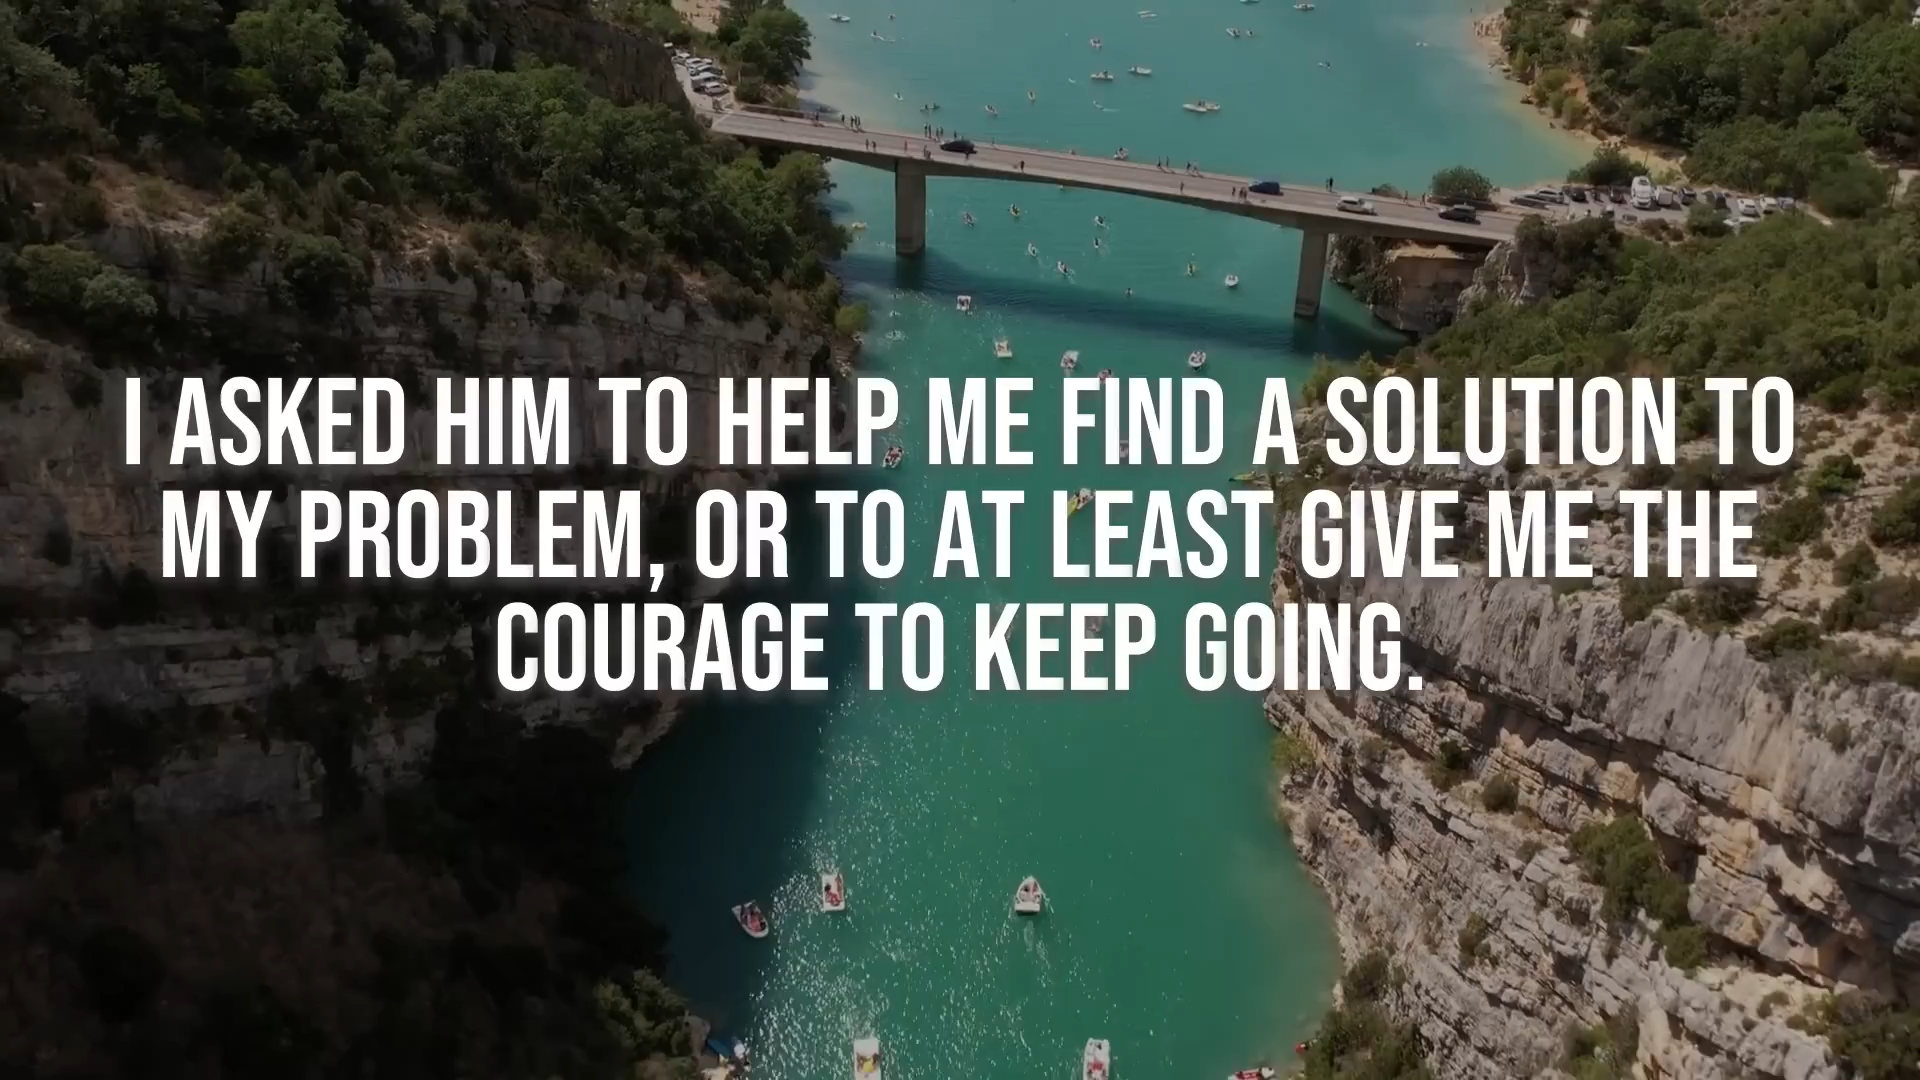 I ASKED HIM TO HELP ME FIND A SOLUTION TO
MY PROBLEM, OR TO AT LEAST GIVE ME THE
COURAGE TO KEEP GOING.